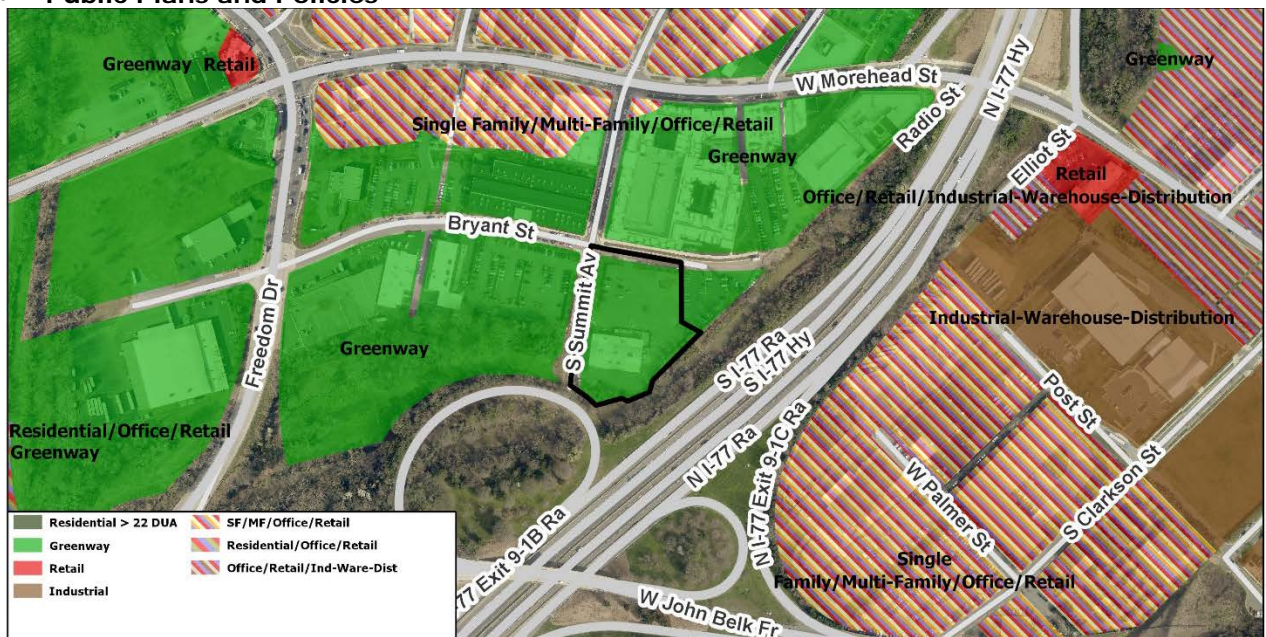 Public Plans and Policies
Greenway
Retail
W Morehead St
N I-77 Hy
Greenway
Single Family/Multi-Family/Office/Retail
Radio St
Greenway
Elliot St
Retail
Office/Retail/Industrial-Warehouse-Distribution
Bryant St
S Summit Av
Freedom Dr
Greenway
Industrial-Warehouse-Distribution
S I-77 Ra
S I-77 Hy
Post St
N I-77 Ra
N I-77 Exit 9-1C Ra
W Palmer St
S Clarkson St
Residential/Office/Retail
Greenway
-77 Exit 9-1B Ra
Single
Family/Multi-Family/Office/Retail
W John Belk Fr
Residential > 22 DUA
Greenway
Retail
Industrial
SF/MF/Office/Retail
Residential/Office/Retail
Office/Retail/Ind-Ware-Dist